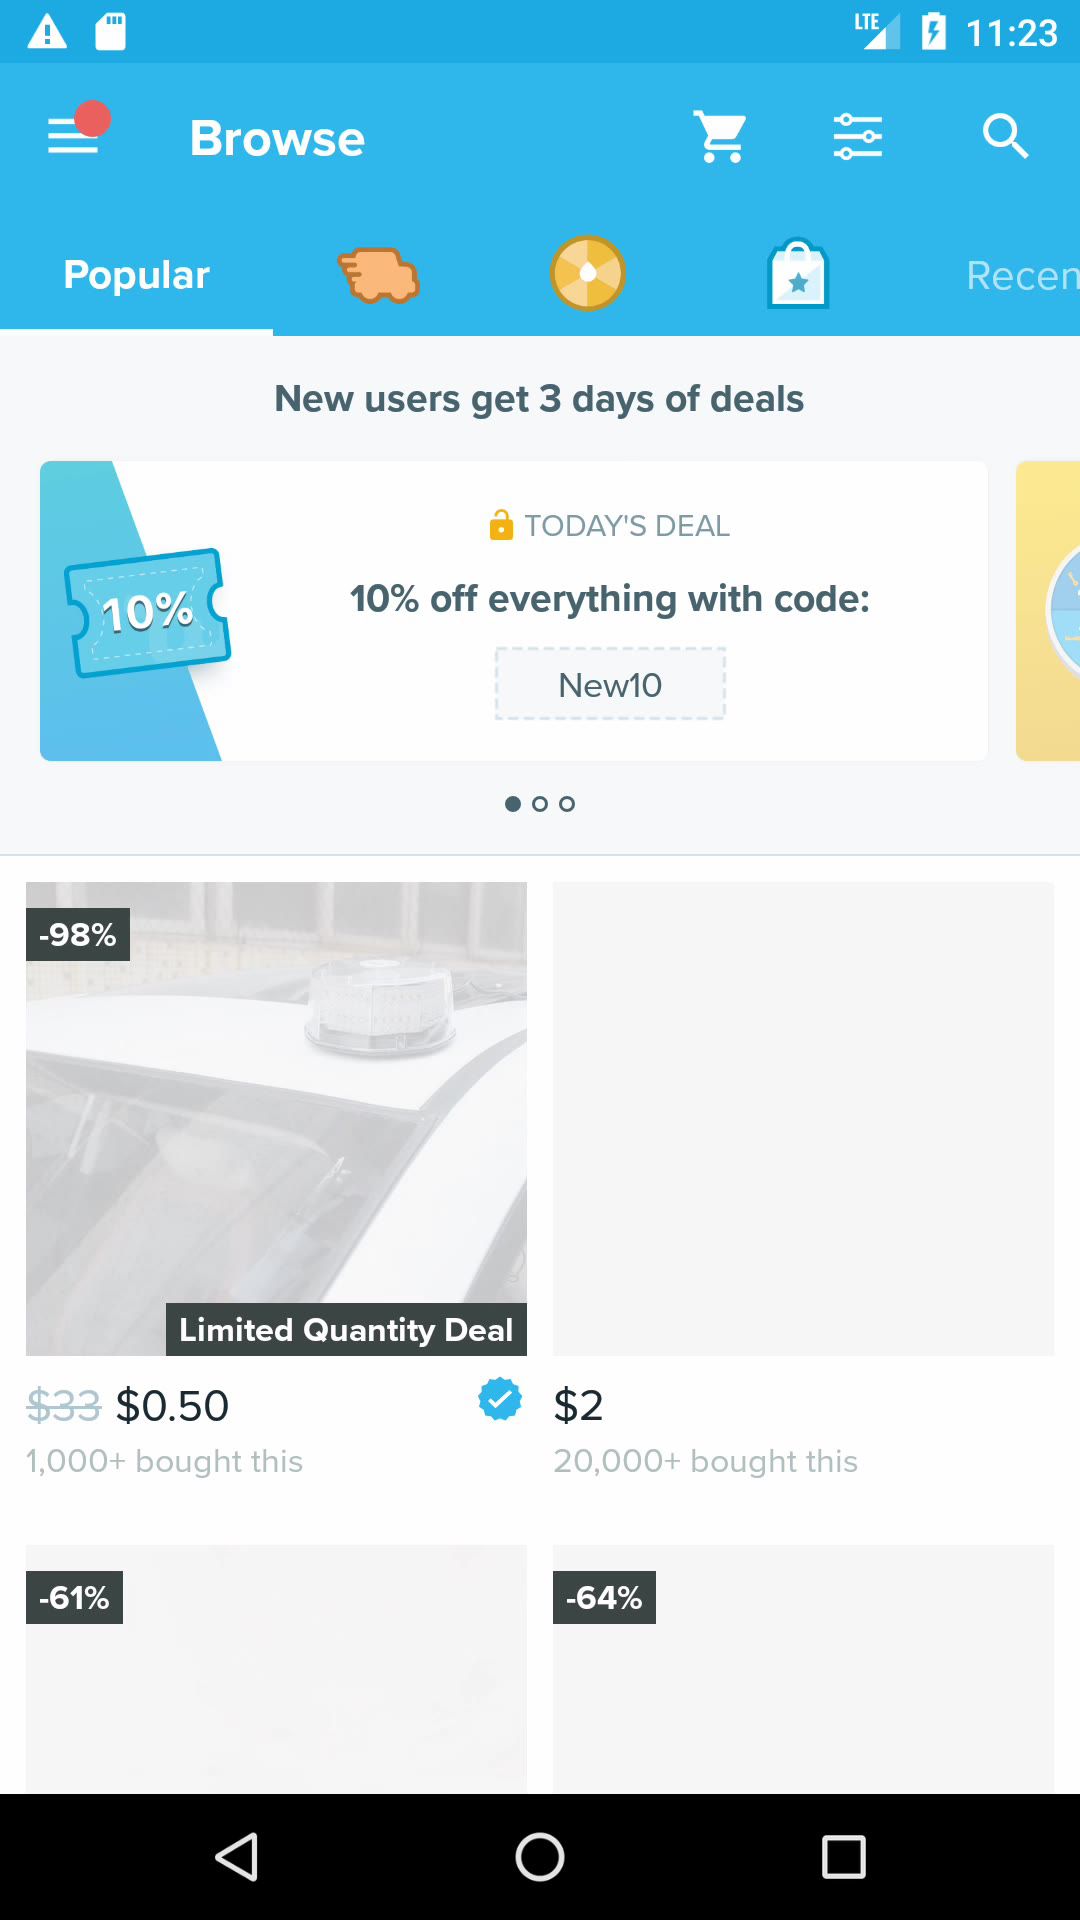 LTE 11:23
Browse
Popular
Recen
New users get 3 days of deals
TODAY'S DEAL
10%
10% off everything with code:
New10
-98%
Limited Quantity Deal
$33 $0.50
$2
1,000+ bought this
20,000+ bought this
-61%
-64%